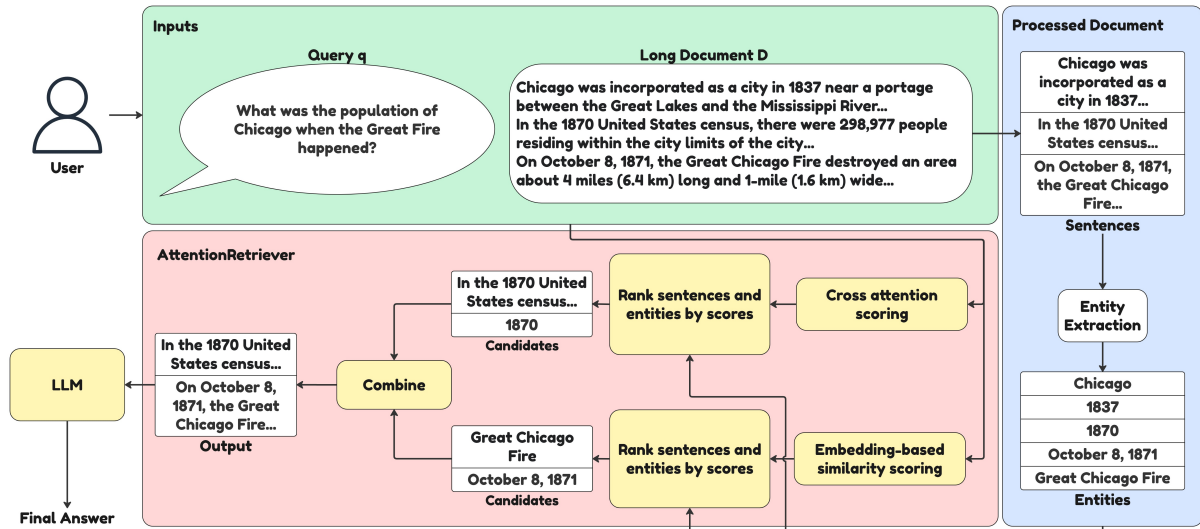 Inputs
Processed Document
Query q
Long Document D
What was the population of
Chicago when the Great Fire
happened?
Chicago was incorporated as a city in 1837 near a portage
between the Great Lakes and the Mississippi River...
In the 1870 United States census, there were 298,977 people
residing within the city limits of the city...
On October 8, 1871, the Great Chicago Fire destroyed an area
about 4 miles (6.4 km) long and 1-mile (1.6 km) wide...
User
Chicago was
incorporated as a
city in 1837...
In the 1870 United
States census...
On October 8, 1871,
the Great Chicago
Fire...
Sentences
Entity
Extraction
Chicago
1837
1870
October 8, 1871
Great Chicago Fire
Entities
AttentionRetriever
Cross attention
scoring
Rank sentences and
entities by scores
In the 1870 United
States census...
1870
Candidates
Embedding-based
similarity scoring
Rank sentences and
entities by scores
Great Chicago
Fire
October 8, 1871
Candidates
Combine
In the 1870 United
States census...
On October 8,
1871, the Great
Chicago Fire...
Output
LLM
Final Answer